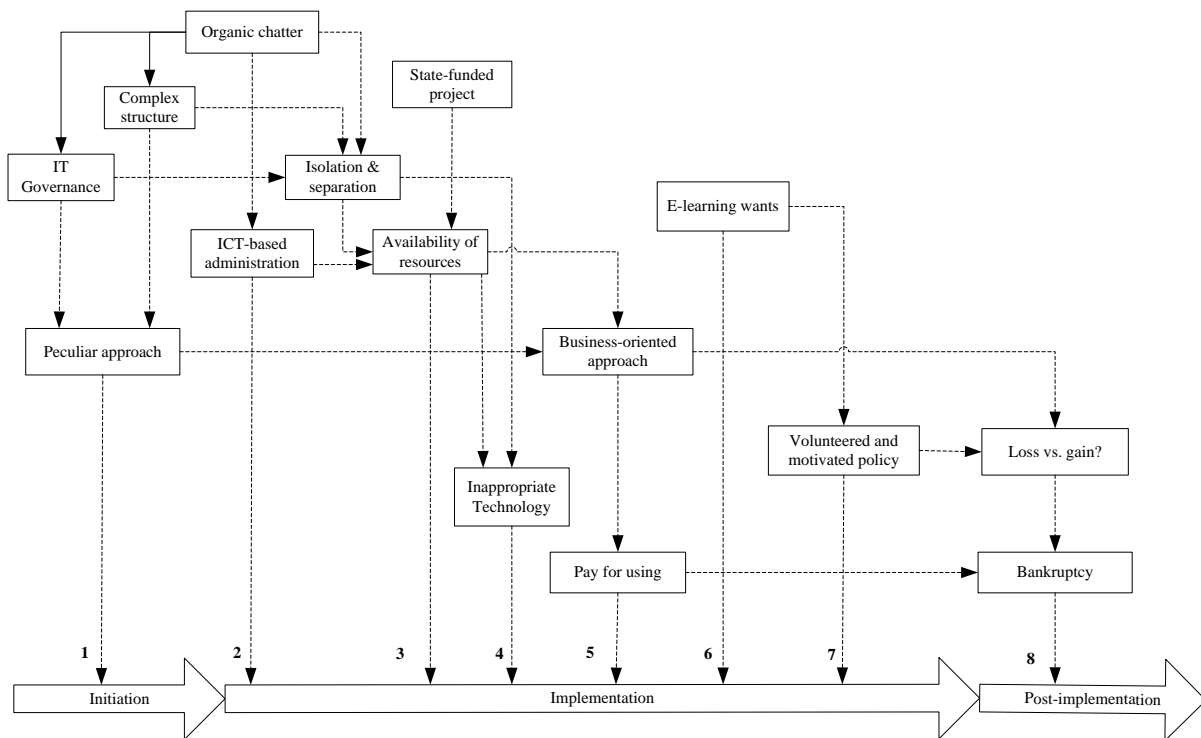 Organic chatter
State-funded
project
Complex
structure
IT
Governance
Isolation &
separation
E-learning wants
ICT-based
administration
Availability of
resources
Peculiar approach
Business-oriented
approach
Volunteered and
motivated policy
Loss vs. gain?
Inappropriate
Technology
Pay for using
Bankruptcy
1
2
3
4
5
6
7
8
Initiation
Implementation
Post-implementation